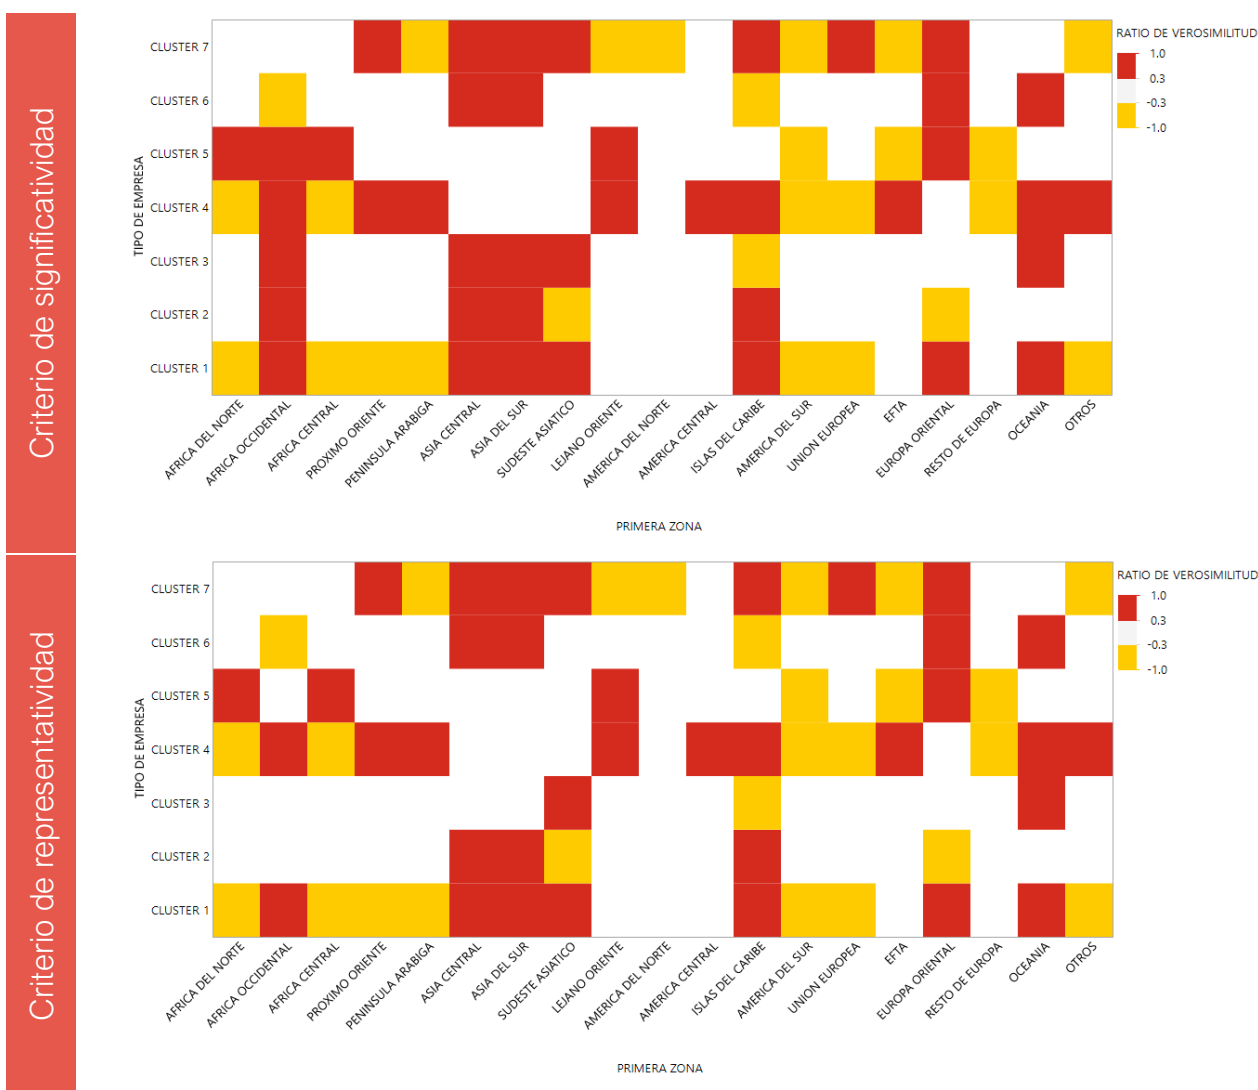 Criterio de significatividad
TIPO DE EMPRESA
CLUSTER 7
CLUSTER 6
CLUSTER 5
CLUSTER 4
CLUSTER 3
CLUSTER 2
CLUSTER 1
AFRICA DEL NORTE
AFRICA OCCIDENTAL
AFRICA CENTRAL
PROXIMO ORIENTE
PENINSULA ARABIGA
ASIA CENTRAL
ASIA DEL SUR
SUDESTE ASIATICO
LEJANO ORIENTE
AMERICA DEL NORTE
AMERICA CENTRAL
ISLAS DEL CARIBE
AMERICA DEL SUR
UNION EUROPEA
EFTA
EUROPA ORIENTAL
RESTO DE EUROPA
OCEANIA
OTROS
PRIMERA ZONA
RATIO DE VEROSIMILITUD
1.0
0.3
-0.3
-1.0
Criterio de representatividad
TIPO DE EMPRESA
CLUSTER 7
CLUSTER 6
CLUSTER 5
CLUSTER 4
CLUSTER 3
CLUSTER 2
CLUSTER 1
AFRICA DEL NORTE
AFRICA OCCIDENTAL
AFRICA CENTRAL
PROXIMO ORIENTE
PENINSULA ARABIGA
ASIA CENTRAL
ASIA DEL SUR
SUDESTE ASIATICO
LEJANO ORIENTE
AMERICA DEL NORTE
AMERICA CENTRAL
ISLAS DEL CARIBE
AMERICA DEL SUR
UNION EUROPEA
EFTA
EUROPA ORIENTAL
RESTO DE EUROPA
OCEANIA
OTROS
PRIMERA ZONA
RATIO DE VEROSIMILITUD
1.0
0.3
-0.3
-1.0